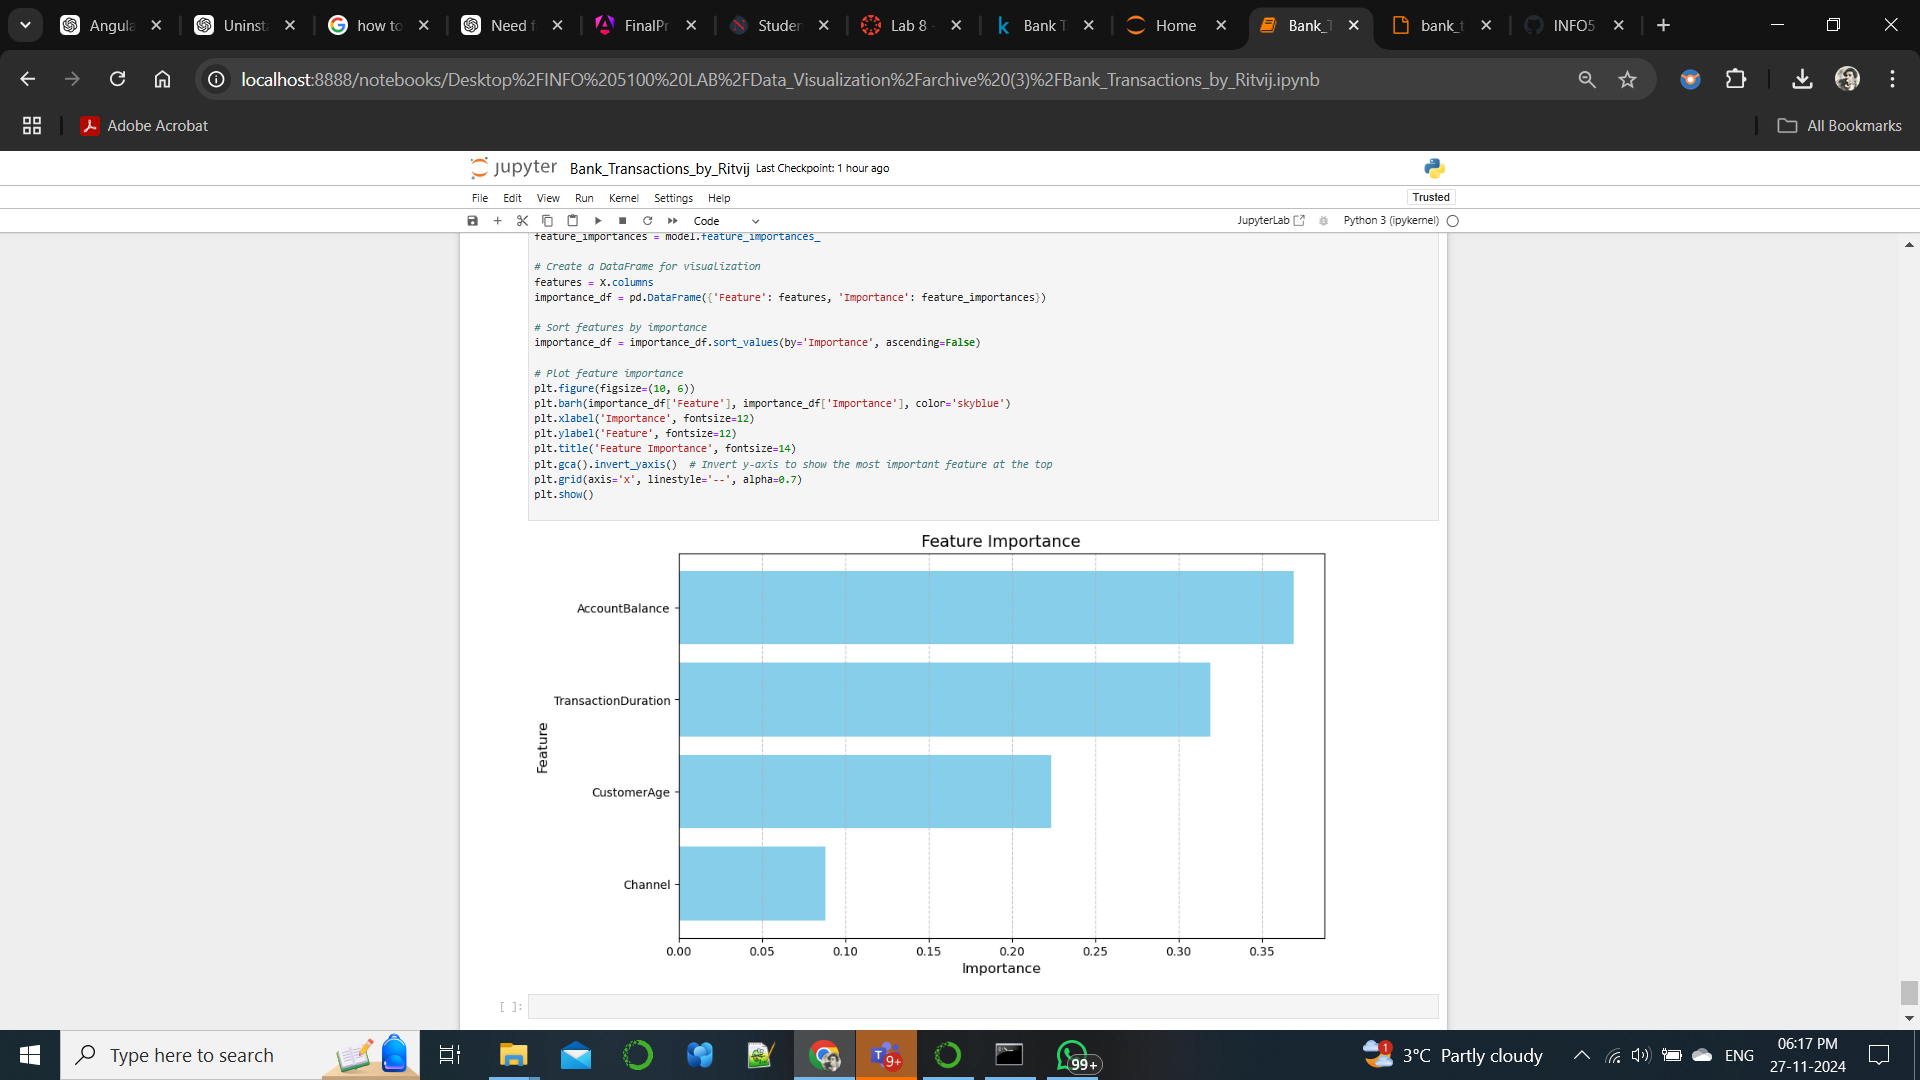 Angula
Uninsta
how to
Need f
FinalPr
Studen
Lab 8 -
Bank T
Home
Bank_T
bank_t
INFO5
localhost:8888/notebooks/Desktop%2FINFO%205100%20LAB%2FData_Visualization%2Farchive%20(3)%2FBank_Transactions_by_Ritvij.ipynb
Adobe Acrobat
All Bookmarks
jupyter Bank_Transactions_by_Ritvij Last Checkpoint: 1 hour ago
File Edit View Run Kernel Settings Help
Trusted
Code
JupyterLab
Python 3 (ipykernel)
feature_importances = model.feature_importances_
# Create a DataFrame for visualization
features = X.columns
importance_df = pd.DataFrame({'Feature': features, 'Importance': feature_importances})
# Sort features by importance
importance_df = importance_df.sort_values(by='Importance', ascending=False)
# Plot feature importance
plt.figure(figsize=(10, 6))
plt.barh(importance_df['Feature'], importance_df['Importance'], color='skyblue')
plt.xlabel('Importance', fontsize=12)
plt.ylabel('Feature', fontsize=12)
plt.title('Feature Importance', fontsize=14)
plt.gca().invert_yaxis()  # Invert y-axis to show the most important feature at the top
plt.grid(axis='x', linestyle='--', alpha=0.7)
plt.show()
Feature Importance
AccountBalance
TransactionDuration
CustomerAge
Channel
Feature
0.00 0.05 0.10 0.15 0.20 0.25 0.30 0.35
Importance
[ ]:
Type here to search
9+
99+
1
3°C Partly cloudy
ENG
06:17 PM
27-11-2024